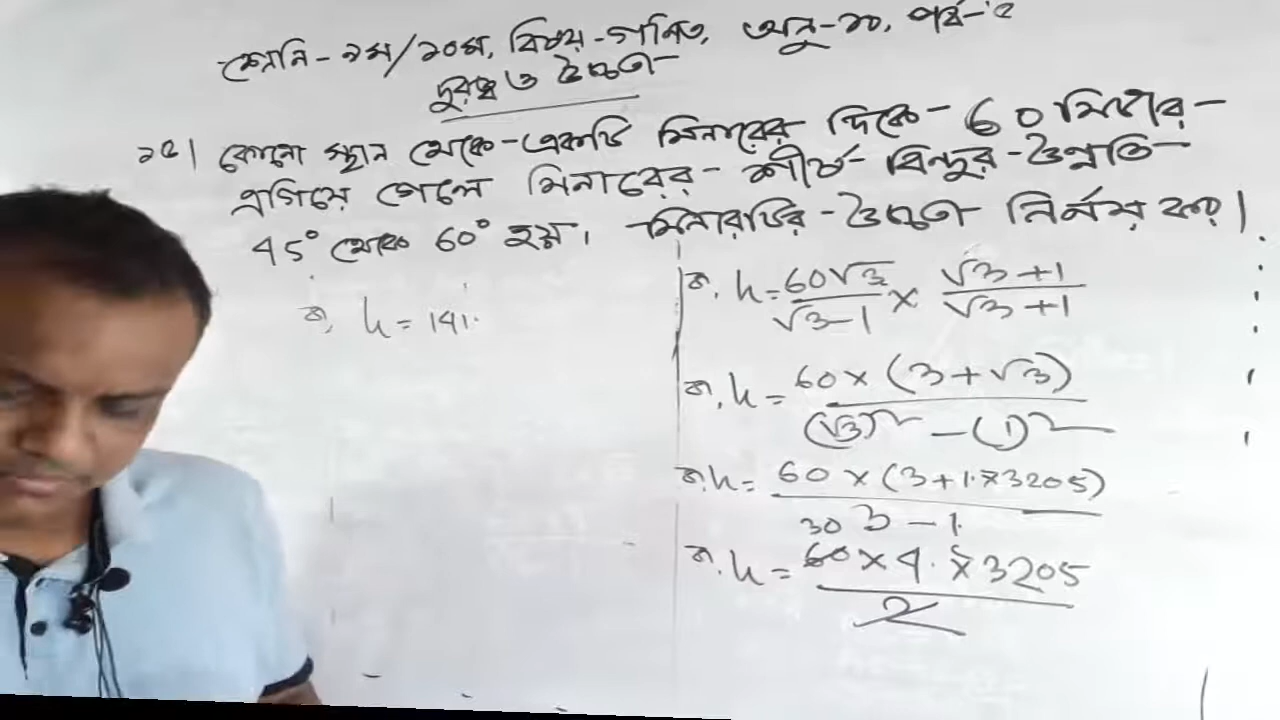 শ্রেনি - ৯ম/১০ম, বিষয় - গণিত, অনু - ১০, পর্ব - ৫
দূরত্ব ও উচ্চতা
১৫। কোনো স্থান থেকে একটি মিনারের দিকে 60 মিটার
এগিয়ে গেলে মিনারের শীর্ষ বিন্দুর উন্নতি
45° থেকে 60° হয়। মিনারটির উচ্চতা নির্ণয় কর।
বা, h = 141.
বা, h = 60√3 / √3-1 × √3+1 / √3+1
বা, h = 60 × (3+√3) / (√3)² - (1)²
বা, h = 60 × (3+1.73205) / 3 - 1
বা, h = 30 60 × 4.73205 / 2